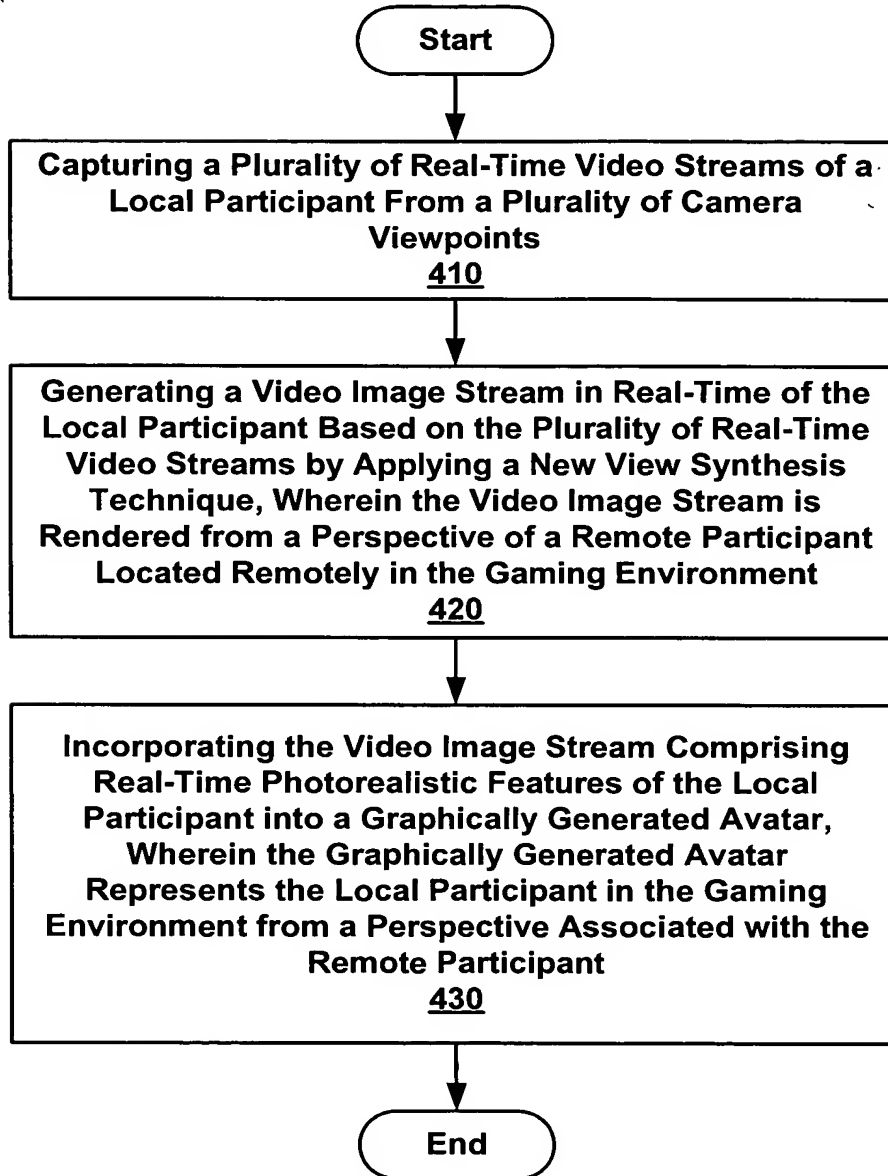 Start
Capturing a Plurality of Real-Time Video Streams of a
Local Participant From a Plurality of Camera
Viewpoints
410
Generating a Video Image Stream in Real-Time of the
Local Participant Based on the Plurality of Real-Time
Video Streams by Applying a New View Synthesis
Technique, Wherein the Video Image Stream is
Rendered from a Perspective of a Remote Participant
Located Remotely in the Gaming Environment
420
Incorporating the Video Image Stream Comprising
Real-Time Photorealistic Features of the Local
Participant into a Graphically Generated Avatar,
Wherein the Graphically Generated Avatar
Represents the Local Participant in the Gaming
Environment from a Perspective Associated with the
Remote Participant
430
End